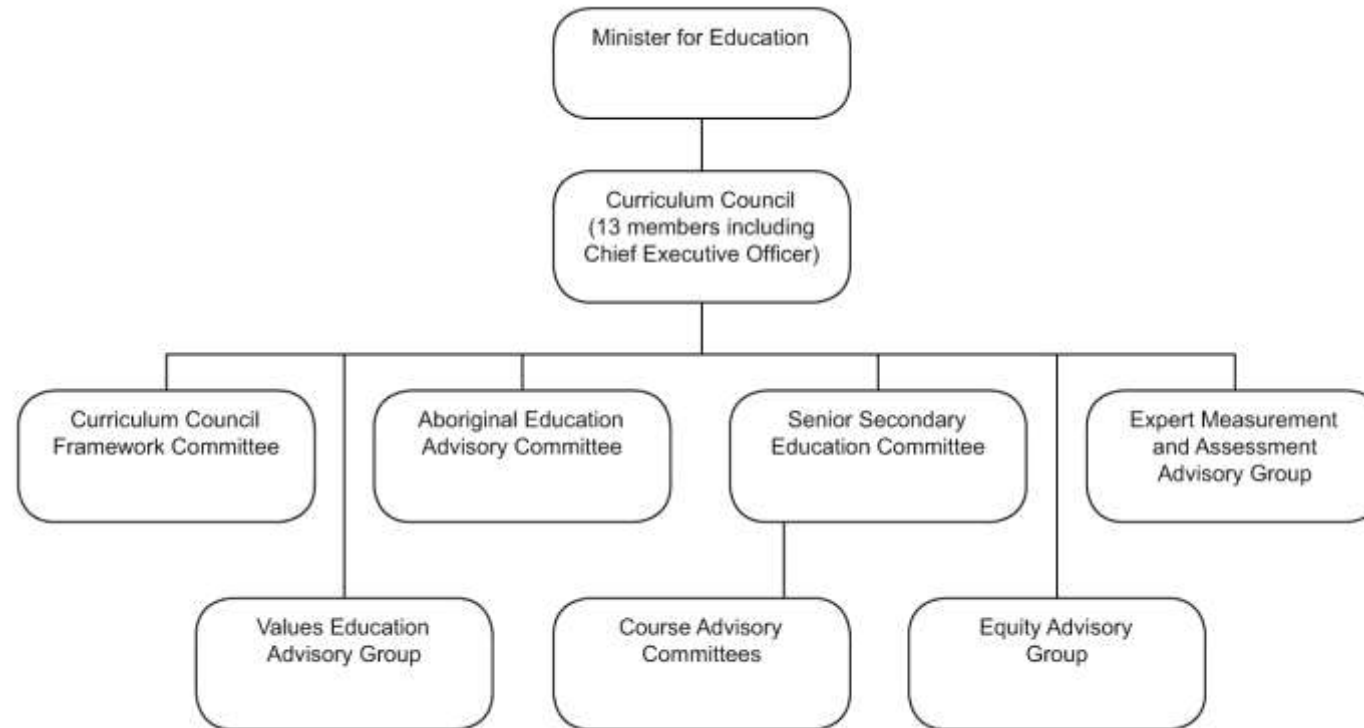 Minister for Education
Curriculum Council
(13 members including
Chief Executive Officer)
Curriculum Council
Framework Committee
Aboriginal Education
Advisory Committee
Senior Secondary
Education Committee
Expert Measurement
and Assessment
Advisory Group
Values Education
Advisory Group
Course Advisory
Committees
Equity Advisory
Group